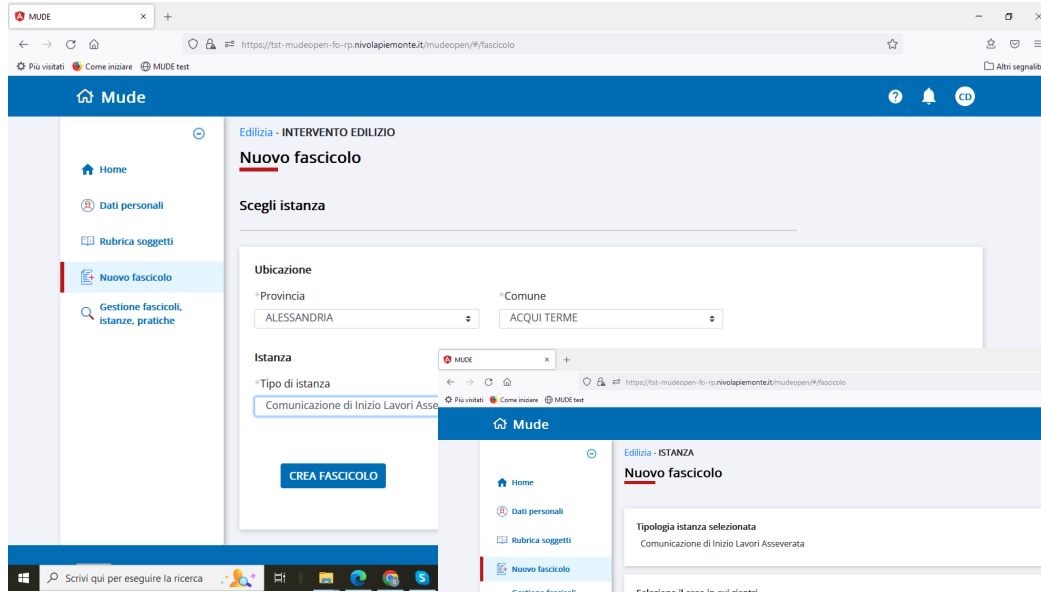 MUDE
https://tst-mudeopen-fo-rp.nivolapiemonte.it/mudeopen/#/fascicolo
Più visitati Come iniziare MUDE test Altri segnalib
Mude
? CD
Edilizia - INTERVENTO EDILIZIO
Nuovo fascicolo
Home
Dati personali
Rubrica soggetti
Nuovo fascicolo
Gestione fascicoli,
istanze, pratiche
Scegli istanza
Ubicazione
*Provincia *Comune
ALESSANDRIA ACQUI TERME
Istanza
*Tipo di istanza
Comunicazione di Inizio Lavori Asse
CREA FASCICOLO
Scrivi qui per eseguire la ricerca
MUDE
https://tst-mudeopen-fo-rp.nivolapiemonte.it/mudeopen/#/fascicolo
Più visitati Come iniziare MUDE test
Mude
Edilizia - ISTANZA
Nuovo fascicolo
Home
Dati personali
Rubrica soggetti
Nuovo fascicolo
Tipologia istanza selezionata
Comunicazione di Inizio Lavori Asseverata